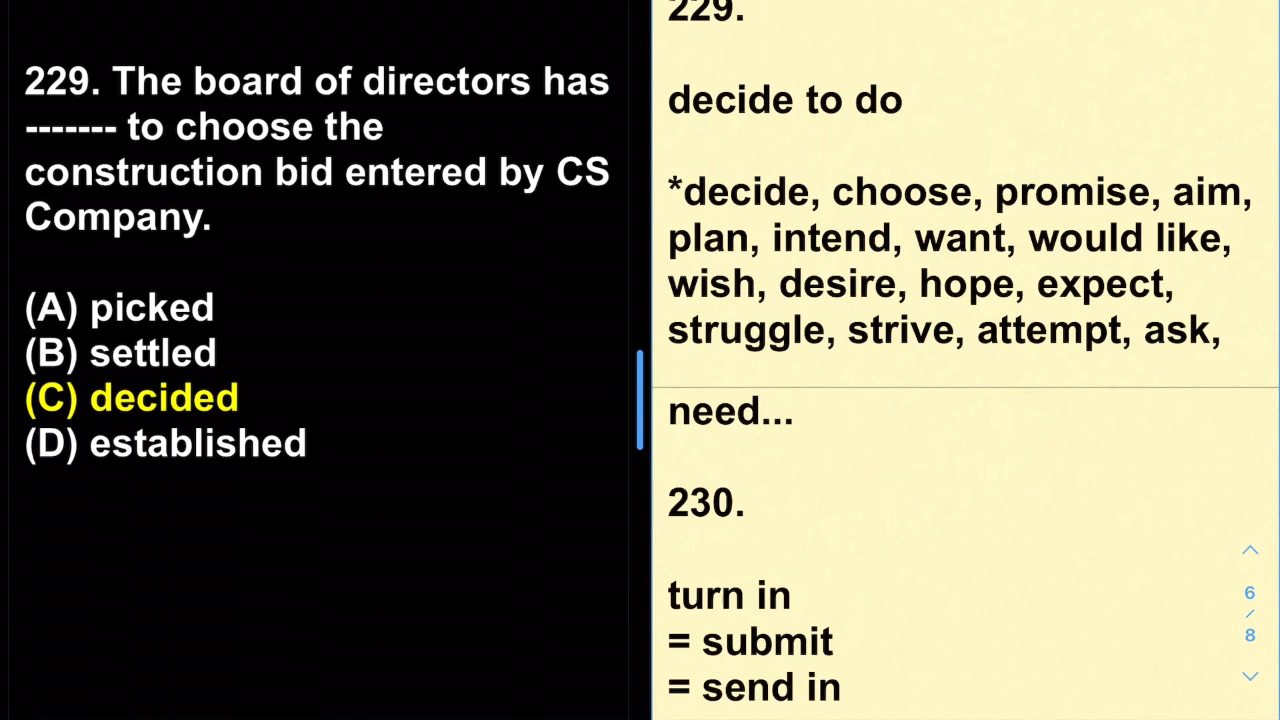 229. The board of directors has
------- to choose the
construction bid entered by CS
Company.
(A) picked
(B) settled
(C) decided
(D) established
229.
decide to do
*decide, choose, promise, aim,
plan, intend, want, would like,
wish, desire, hope, expect,
struggle, strive, attempt, ask,
need...
230.
turn in
= submit
= send in
6
/
8